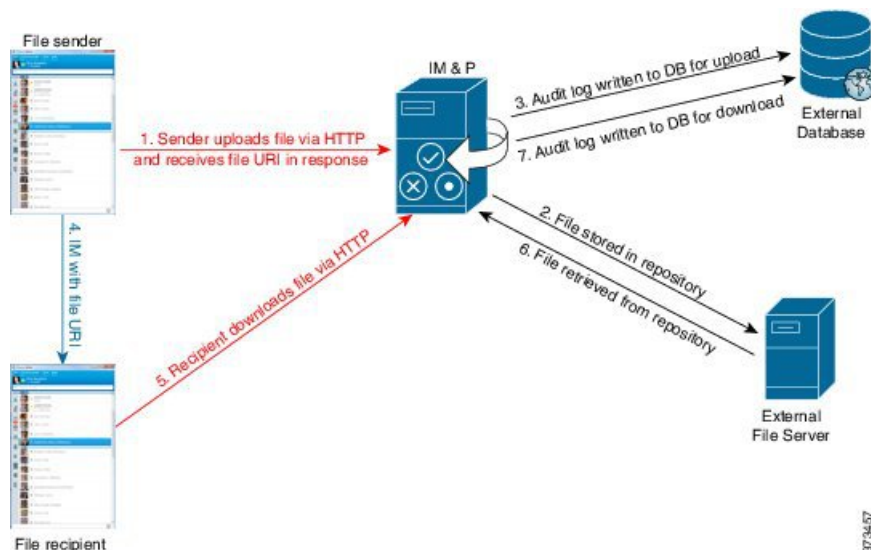 File sender
IM & P
External
Database
3. Audit log written to DB for upload
7. Audit log written to DB for download
1. Sender uploads file via HTTP
and receives file URI in response
2. File stored in repository
6. File retrieved from repository
4. IM with file URI
5. Recipient downloads file via HTTP
External
File Server
File recipient
373457